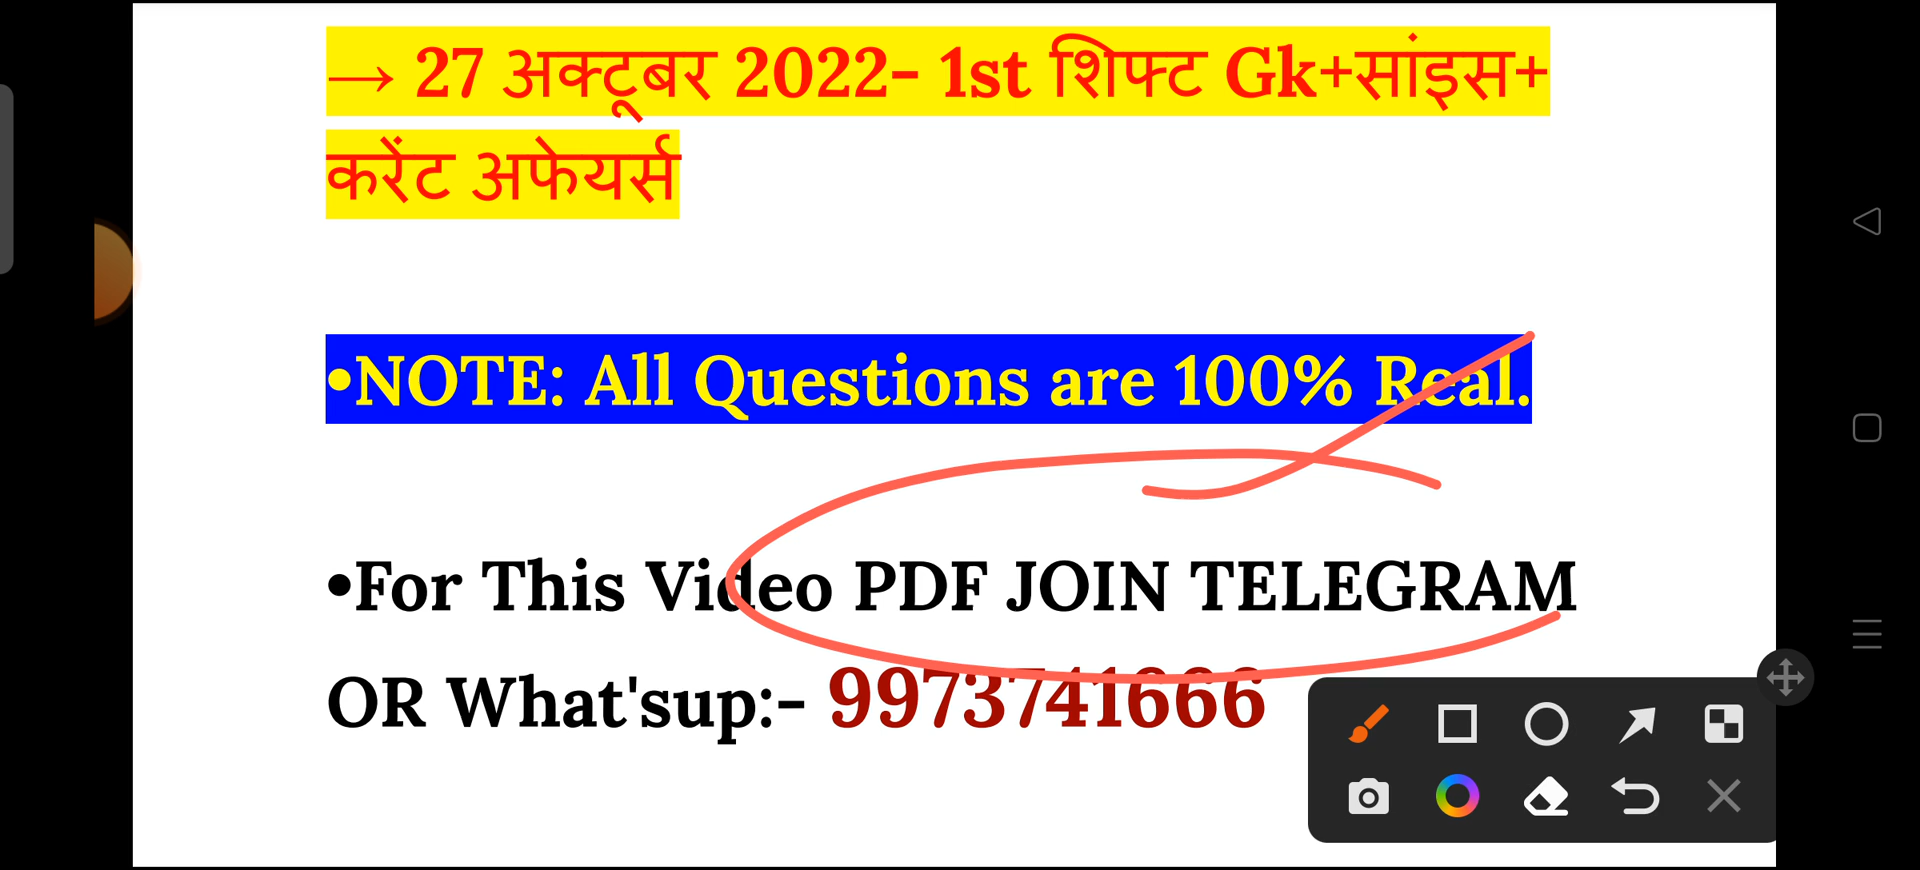 → 27 अक्टूबर 2022- 1st शिफ्ट Gk+सांइस+
करेंट अफेयर्स
•NOTE: All Questions are 100% Real.
•For This Video PDF JOIN TELEGRAM
OR What'sup:- 9973741666